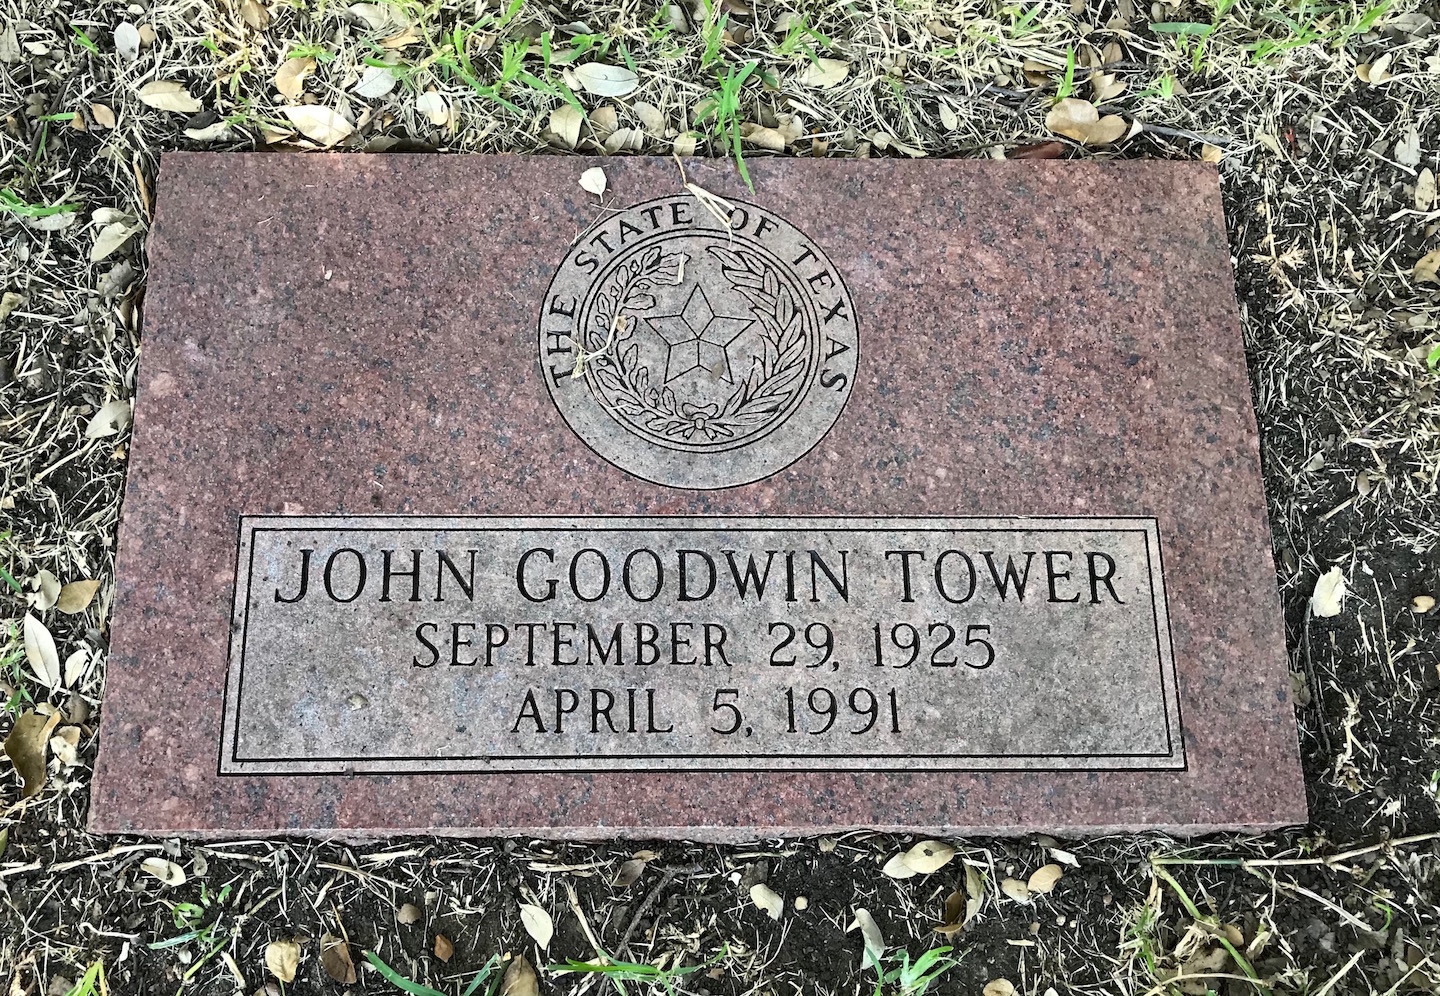 THE STATE OF TEXAS
JOHN GOODWIN TOWER
SEPTEMBER 29, 1925
APRIL 5, 1991